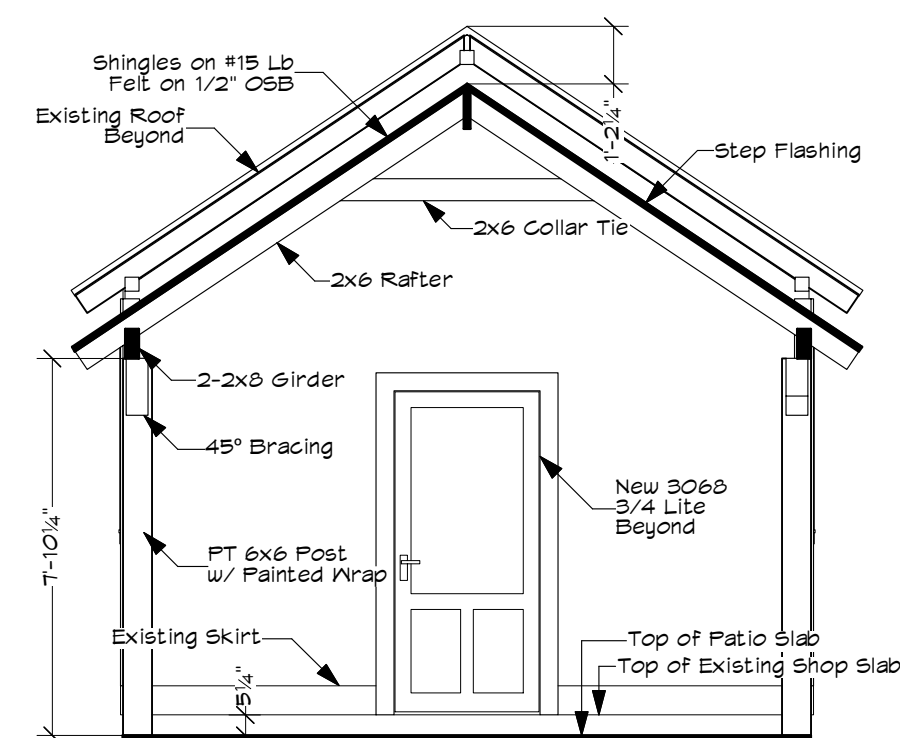 Shingles on #15 Lb
Felt on 1/2" OSB
Existing Roof
Beyond
1'-2¼"
Step Flashing
2x6 Collar Tie
2x6 Rafter
2-2x8 Girder
45° Bracing
New 3068
3/4 Lite
Beyond
7'-10¼"
PT 6x6 Post
w/ Painted Wrap
Existing Skirt
Top of Patio Slab
Top of Existing Shop Slab
5¼"